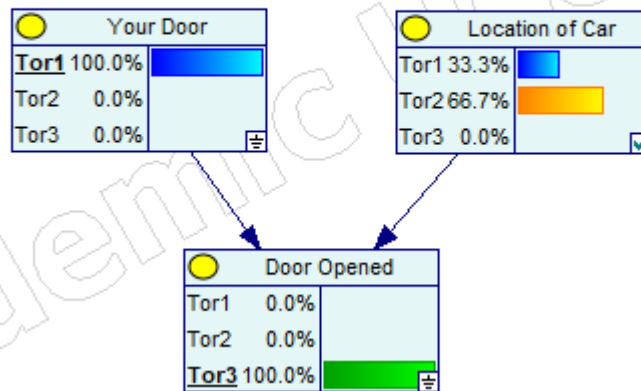 Your Door
Tor1 100.0%
Tor2 0.0%
Tor3 0.0%
Location of Car
Tor1 33.3%
Tor2 66.7%
Tor3 0.0%
Door Opened
Tor1 0.0%
Tor2 0.0%
Tor3 100.0%
demic